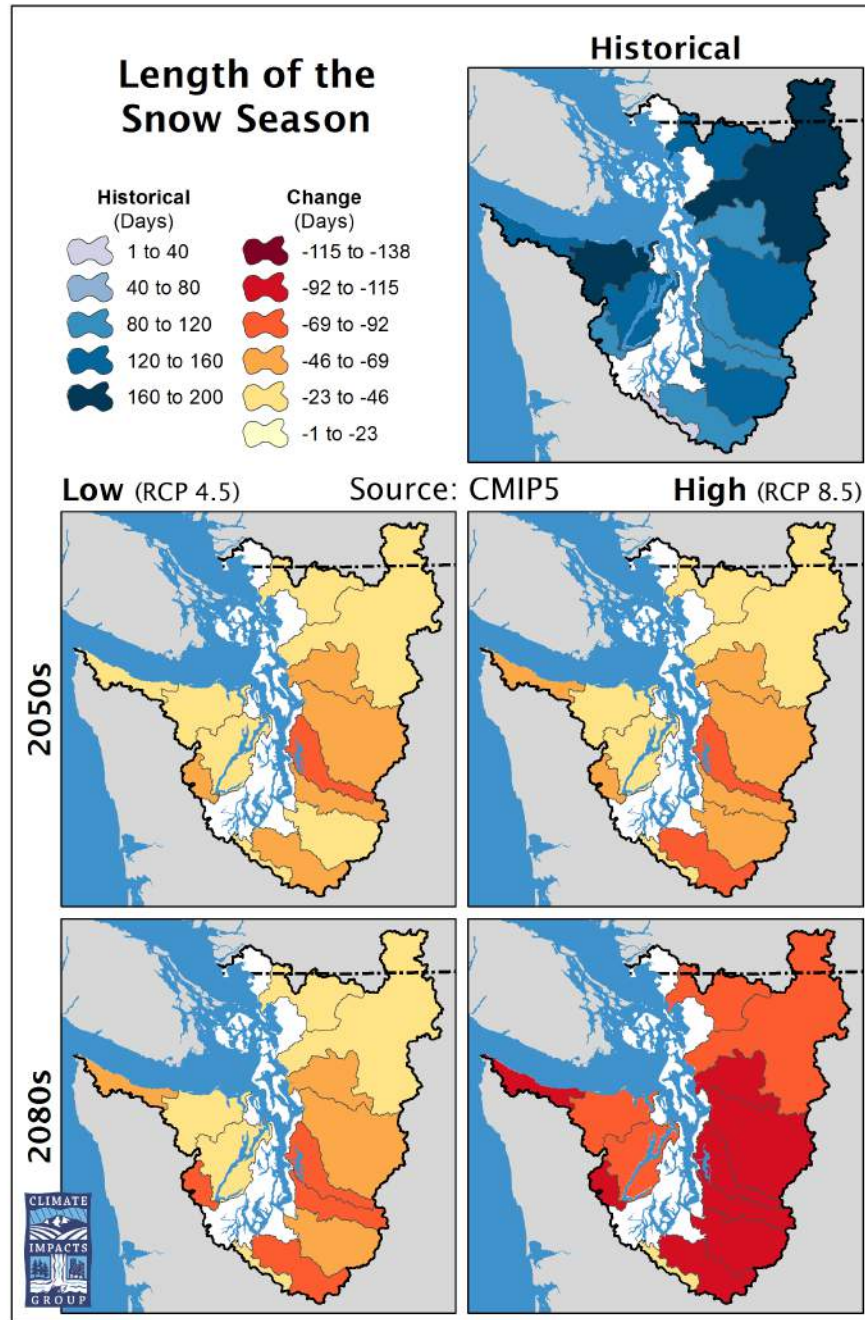 Length of the
Snow Season
Historical
Historical
(Days)
1 to 40
40 to 80
80 to 120
120 to 160
160 to 200
Change
(Days)
-115 to -138
-92 to -115
-69 to -92
-46 to -69
-23 to -46
-1 to -23
Low (RCP 4.5)
Source: CMIP5
High (RCP 8.5)
2050s
2080s
CLIMATE
IMPACTS
GROUP